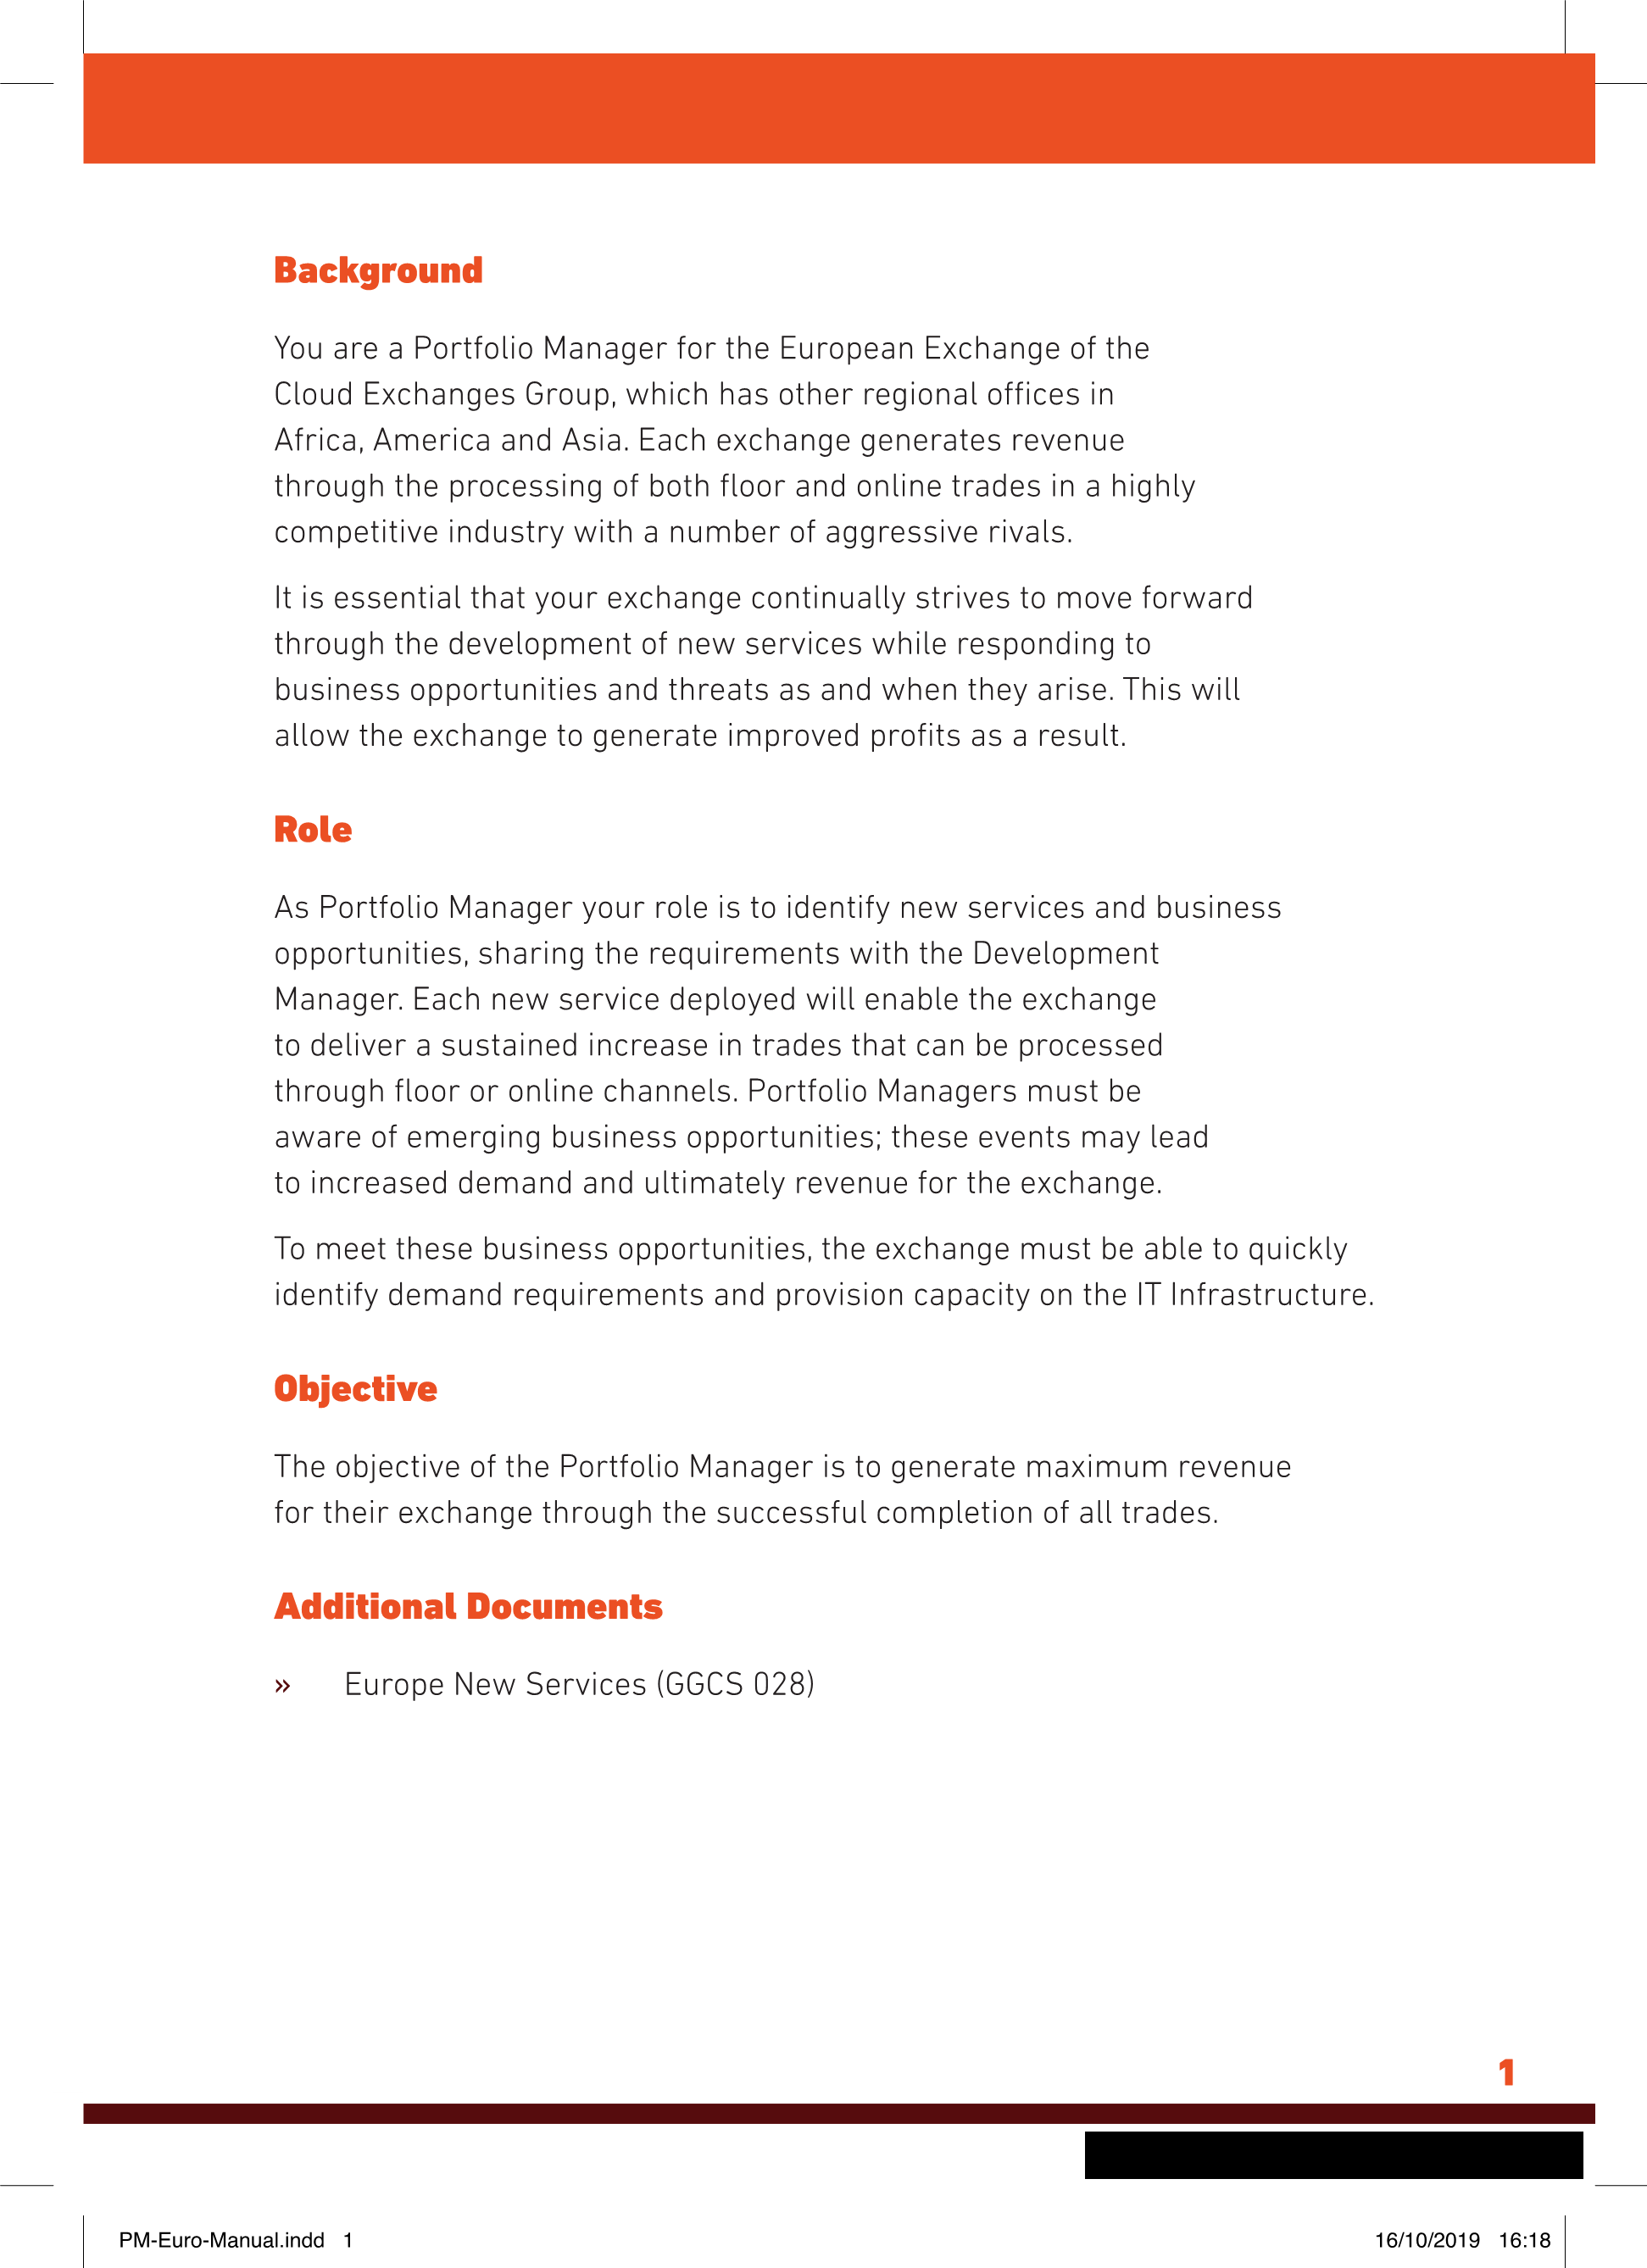 Background
You are a Portfolio Manager for the European Exchange of the
Cloud Exchanges Group, which has other regional offices in
Africa, America and Asia. Each exchange generates revenue
through the processing of both floor and online trades in a highly
competitive industry with a number of aggressive rivals.
It is essential that your exchange continually strives to move forward
through the development of new services while responding to
business opportunities and threats as and when they arise. This will
allow the exchange to generate improved profits as a result.
Role
As Portfolio Manager your role is to identify new services and business
opportunities, sharing the requirements with the Development
Manager. Each new service deployed will enable the exchange
to deliver a sustained increase in trades that can be processed
through floor or online channels. Portfolio Managers must be
aware of emerging business opportunities; these events may lead
to increased demand and ultimately revenue for the exchange.
To meet these business opportunities, the exchange must be able to quickly
identify demand requirements and provision capacity on the IT Infrastructure.
Objective
The objective of the Portfolio Manager is to generate maximum revenue
for their exchange through the successful completion of all trades.
Additional Documents
» Europe New Services (GGCS 028)
1
PM-Euro-Manual.indd 1
16/10/2019 16:18